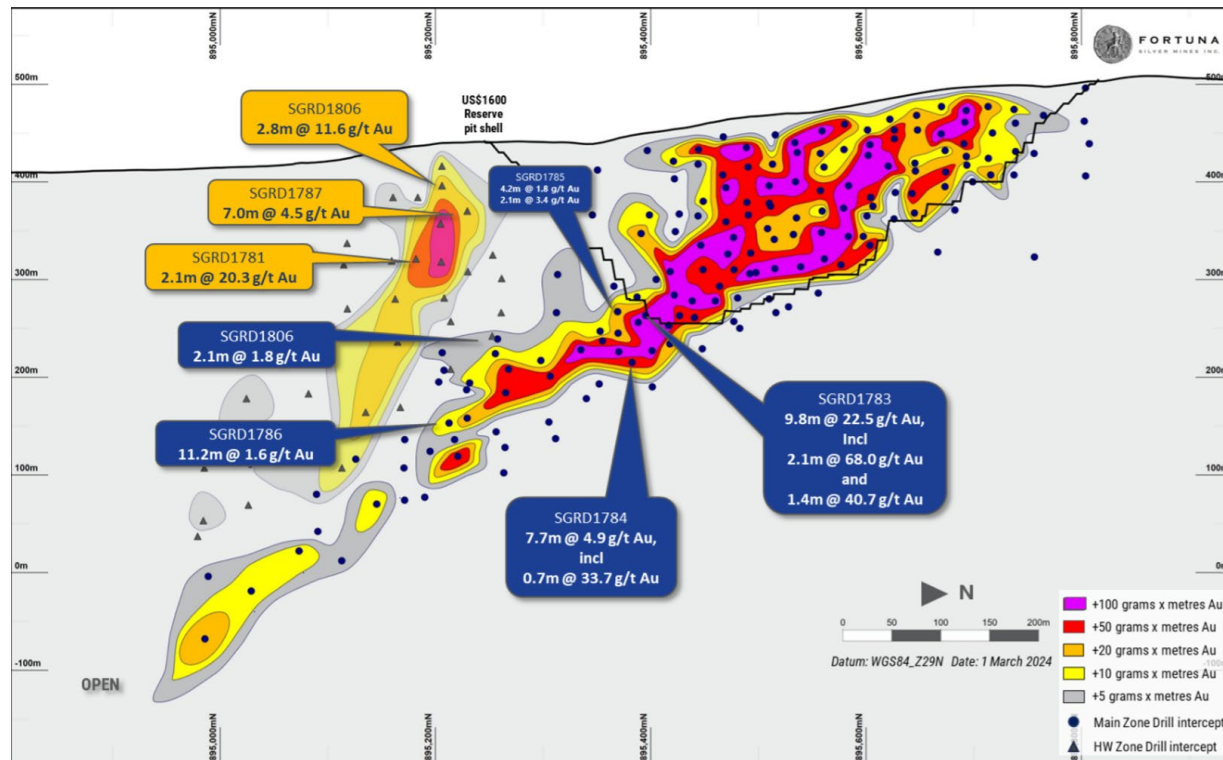 895,000mN
895,200mN
895,400mN
895,600mN
895,800mN
FORTUNA
SILVER MINES INC.
500m
500m
400m
400m
300m
300m
200m
200m
100m
100m
0m
0m
-100m
-100m
US$1600
Reserve
pit shell
SGRD1806
2.8m @ 11.6 g/t Au
SGRD1787
7.0m @ 4.5 g/t Au
SGRD1781
2.1m @ 20.3 g/t Au
SGRD1785
4.2m @ 1.8 g/t Au
2.1m @ 3.4 g/t Au
SGRD1806
2.1m @ 1.8 g/t Au
SGRD1786
11.2m @ 1.6 g/t Au
SGRD1783
9.8m @ 22.5 g/t Au,
Incl
2.1m @ 68.0 g/t Au
and
1.4m @ 40.7 g/t Au
SGRD1784
7.7m @ 4.9 g/t Au,
incl
0.7m @ 33.7 g/t Au
OPEN
N
0 50 100 150 200m
Datum: WGS84_Z29N Date: 1 March 2024
+100 grams x metres Au
+50 grams x metres Au
+20 grams x metres Au
+10 grams x metres Au
+5 grams x metres Au
Main Zone Drill intercept
HW Zone Drill intercept
895,000mN
895,200mN
895,400mN
895,600mN